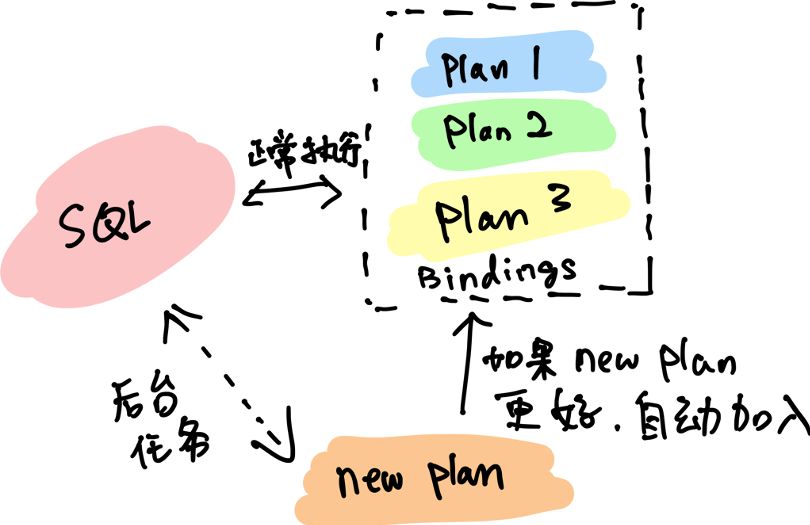 Plan 1
Plan 2
正常执行
Plan 3
SQL
Bindings
如果 new plan
更好.自动加入
后台
任务
new plan